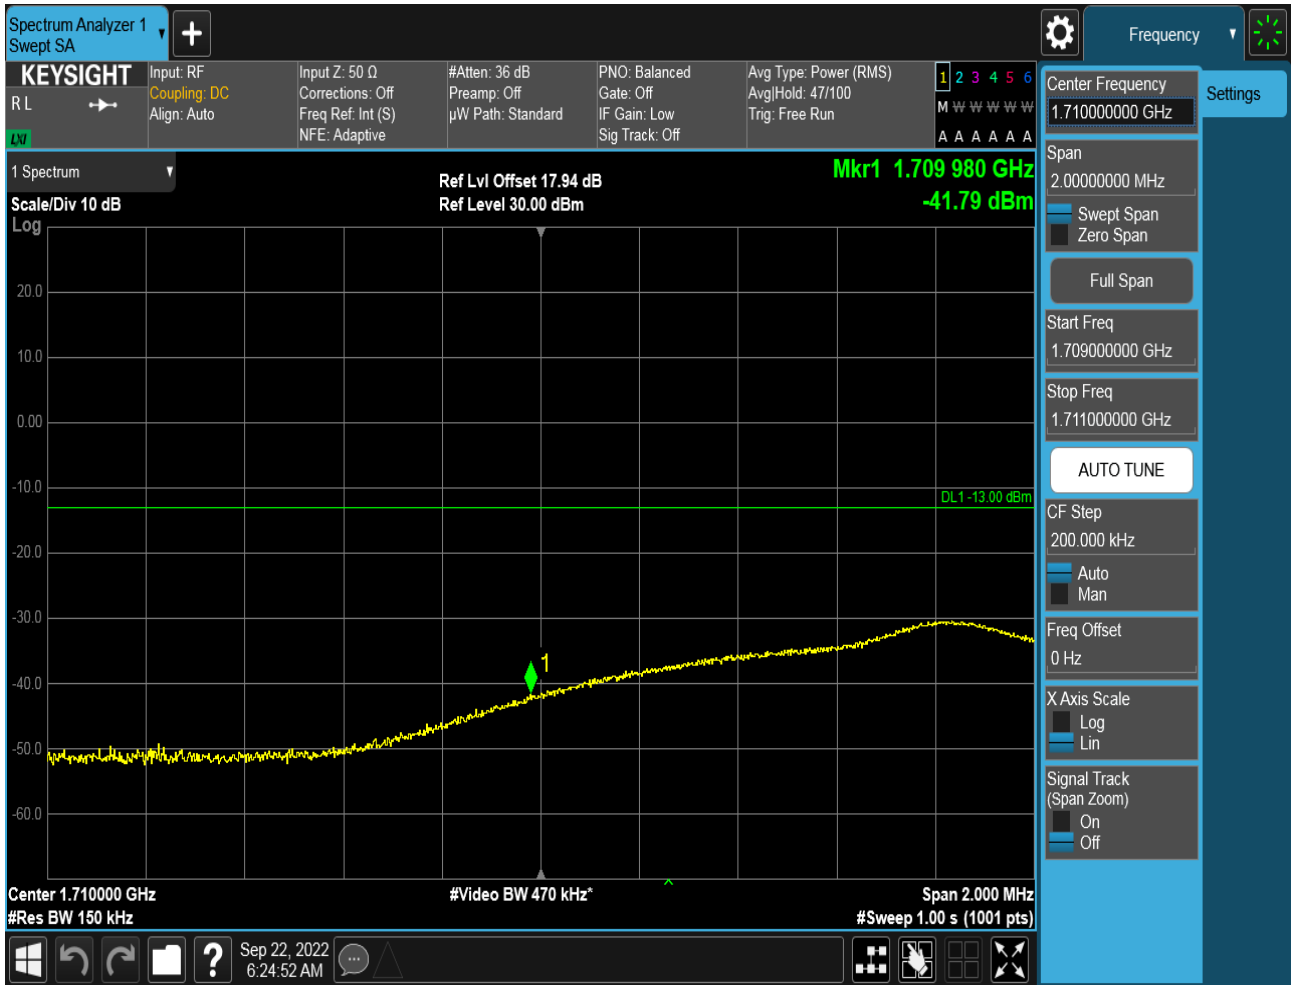 Spectrum Analyzer 1
Swept SA
Frequency
KEYSIGHT
R L
LXI
Input: RF
Coupling: DC
Align: Auto
Input Z: 50 Ω
Corrections: Off
Freq Ref: Int (S)
NFE: Adaptive
#Atten: 36 dB
Preamp: Off
µW Path: Standard
PNO: Balanced
Gate: Off
IF Gain: Low
Sig Track: Off
Avg Type: Power (RMS)
Avg|Hold: 47/100
Trig: Free Run
1 2 3 4 5 6
M W W W W W
A A A A A A
1 Spectrum
Scale/Div 10 dB
Log
Ref Lvl Offset 17.94 dB
Ref Level 30.00 dBm
Mkr1 1.709 980 GHz
-41.79 dBm
20.0
10.0
0.00
-10.0
-20.0
-30.0
-40.0
-50.0
-60.0
DL1 -13.00 dBm
1
Center 1.710000 GHz
#Res BW 150 kHz
#Video BW 470 kHz*
Span 2.000 MHz
#Sweep 1.00 s (1001 pts)
Sep 22, 2022
6:24:52 AM
?
Center Frequency
1.710000000 GHz
Settings
Span
2.00000000 MHz
Swept Span
Zero Span
Full Span
Start Freq
1.709000000 GHz
Stop Freq
1.711000000 GHz
AUTO TUNE
CF Step
200.000 kHz
Auto
Man
Freq Offset
0 Hz
X Axis Scale
Log
Lin
Signal Track
(Span Zoom)
On
Off